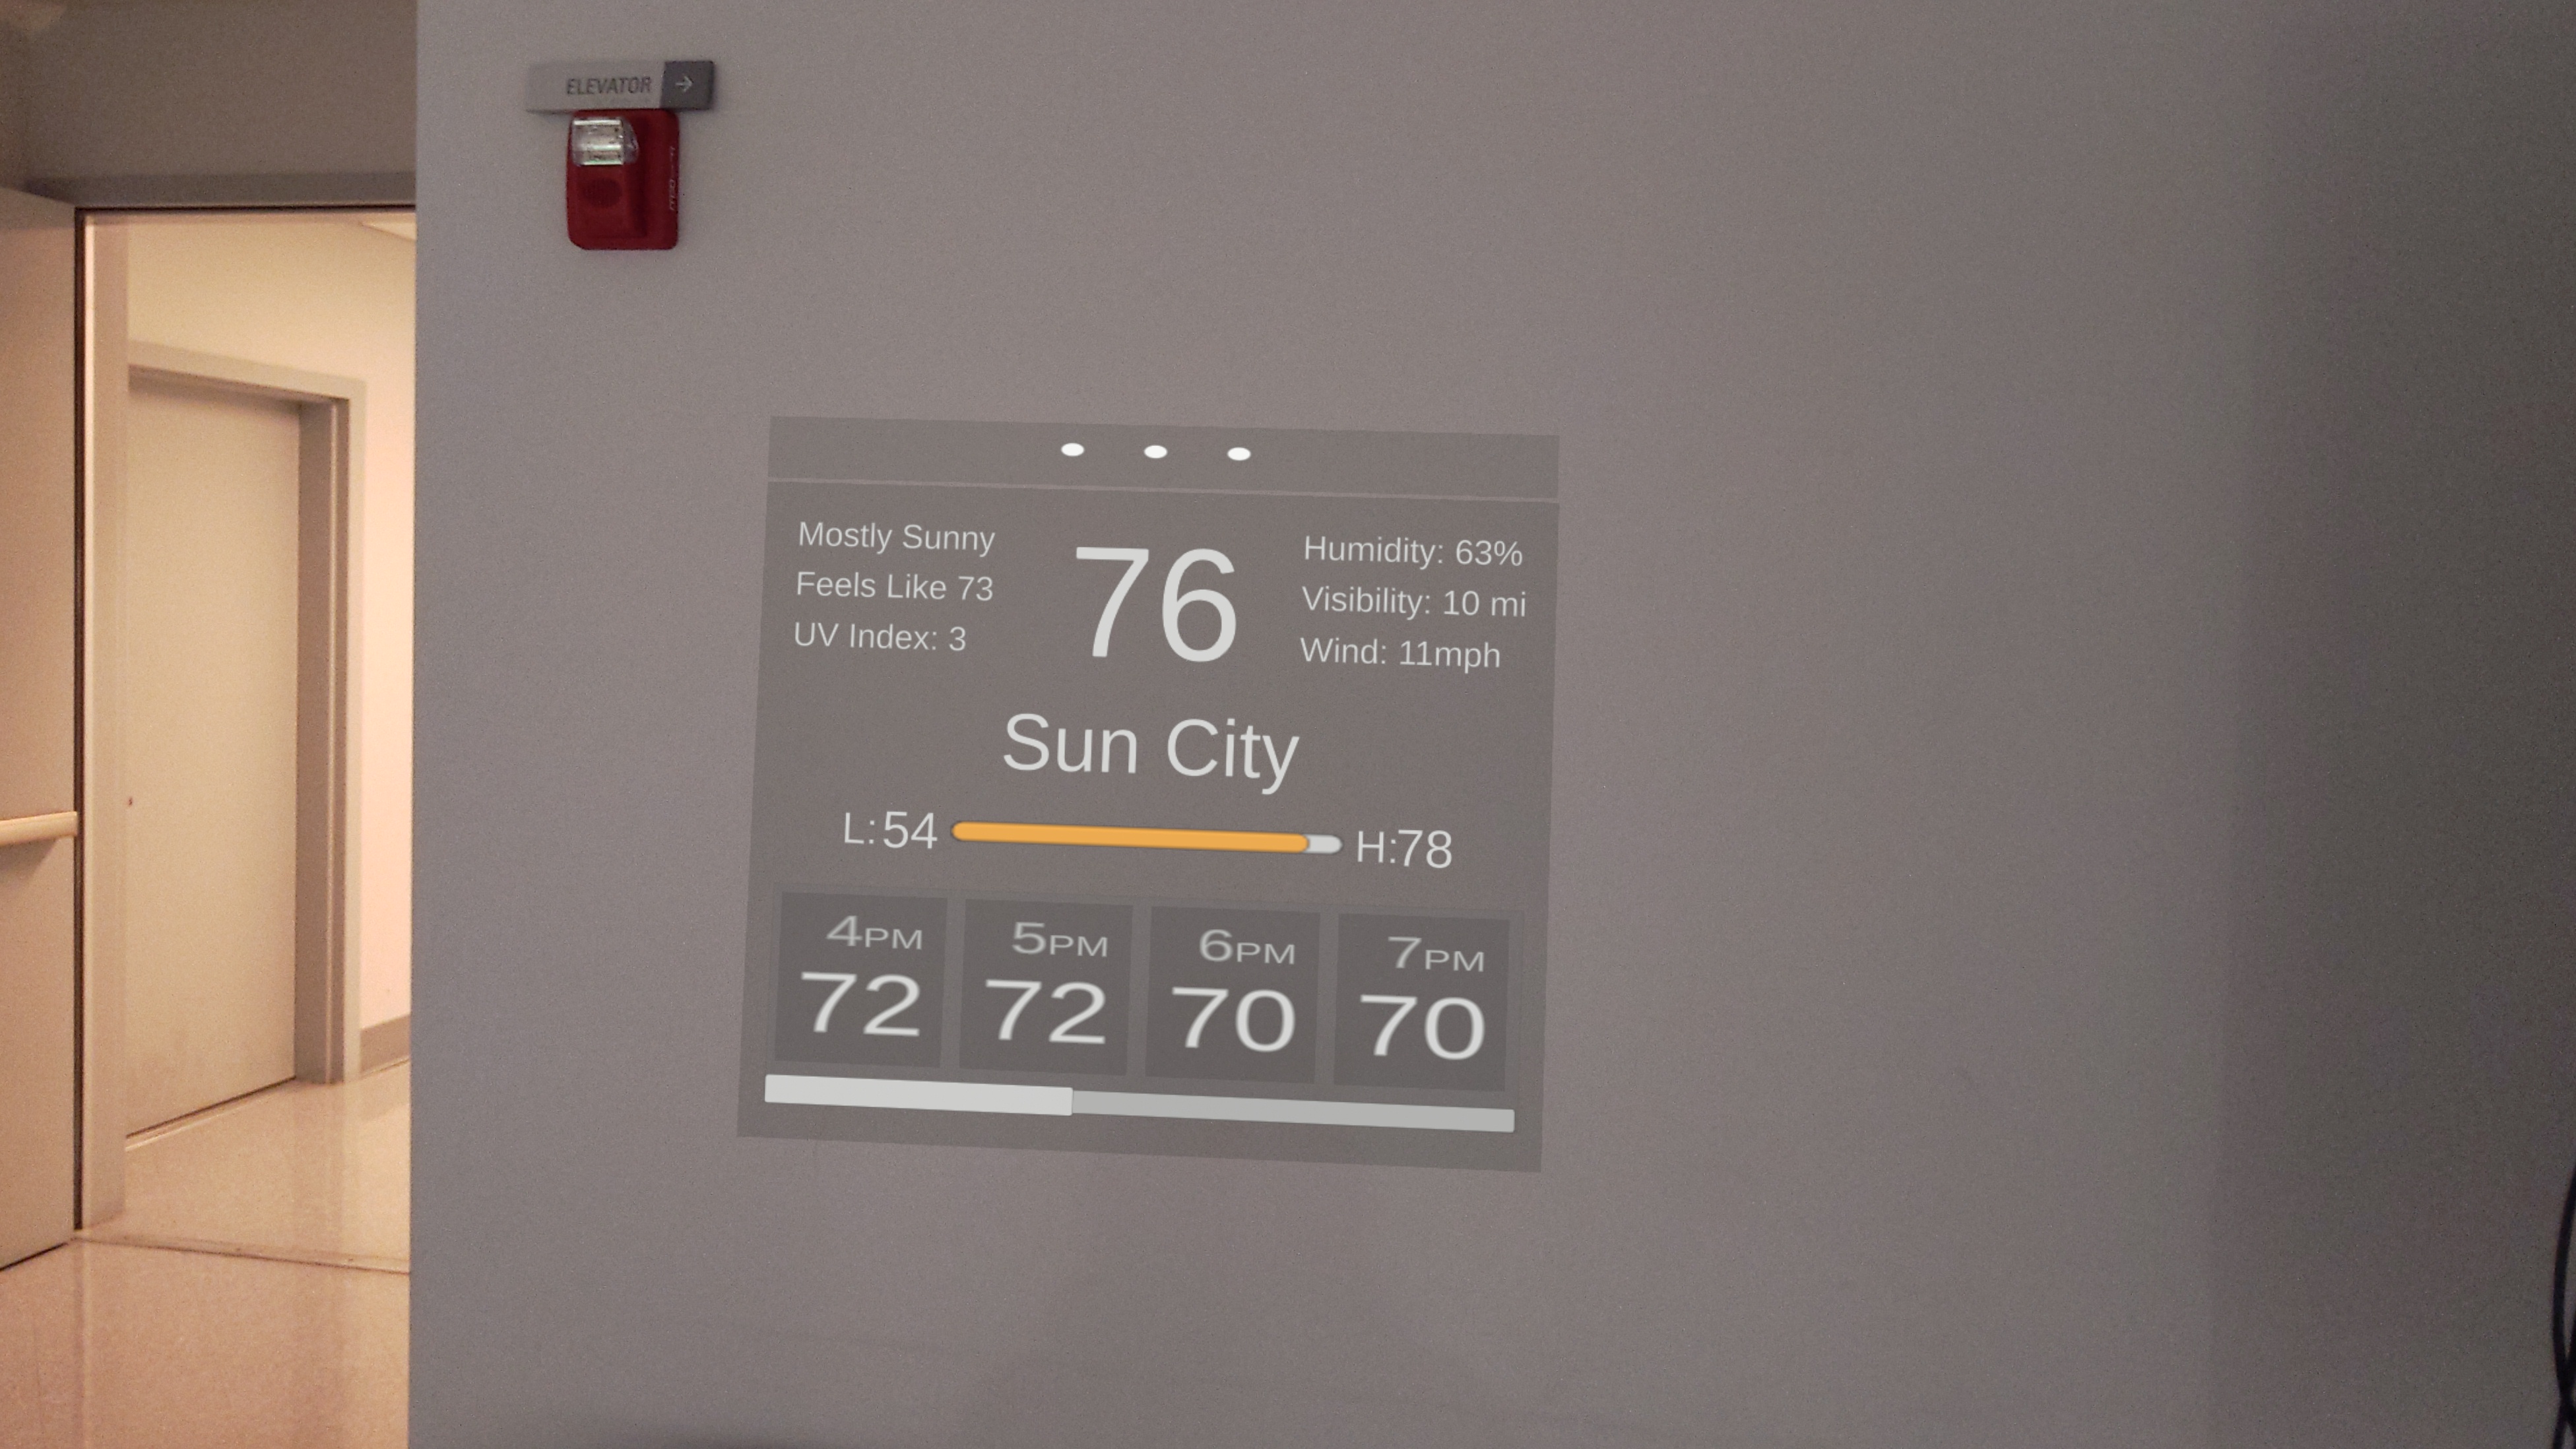 ELEVATOR →
Mostly Sunny
Feels Like 73
UV Index: 3
76
Humidity: 63%
Visibility: 10 mi
Wind: 11mph
Sun City
L:54 H:78
4PM 5PM 6PM 7PM
72 72 70 70